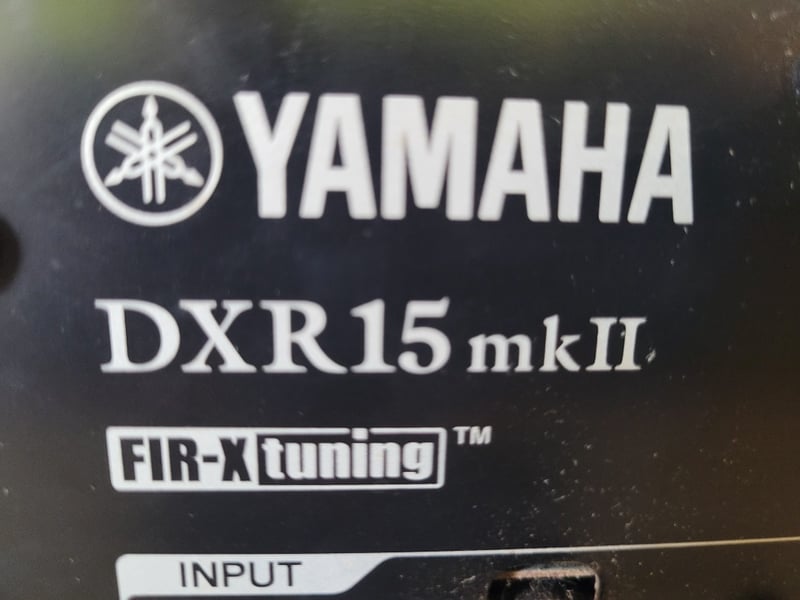 YAMAHA
DXR15 mkII
FIR-X tuning™
INPUT